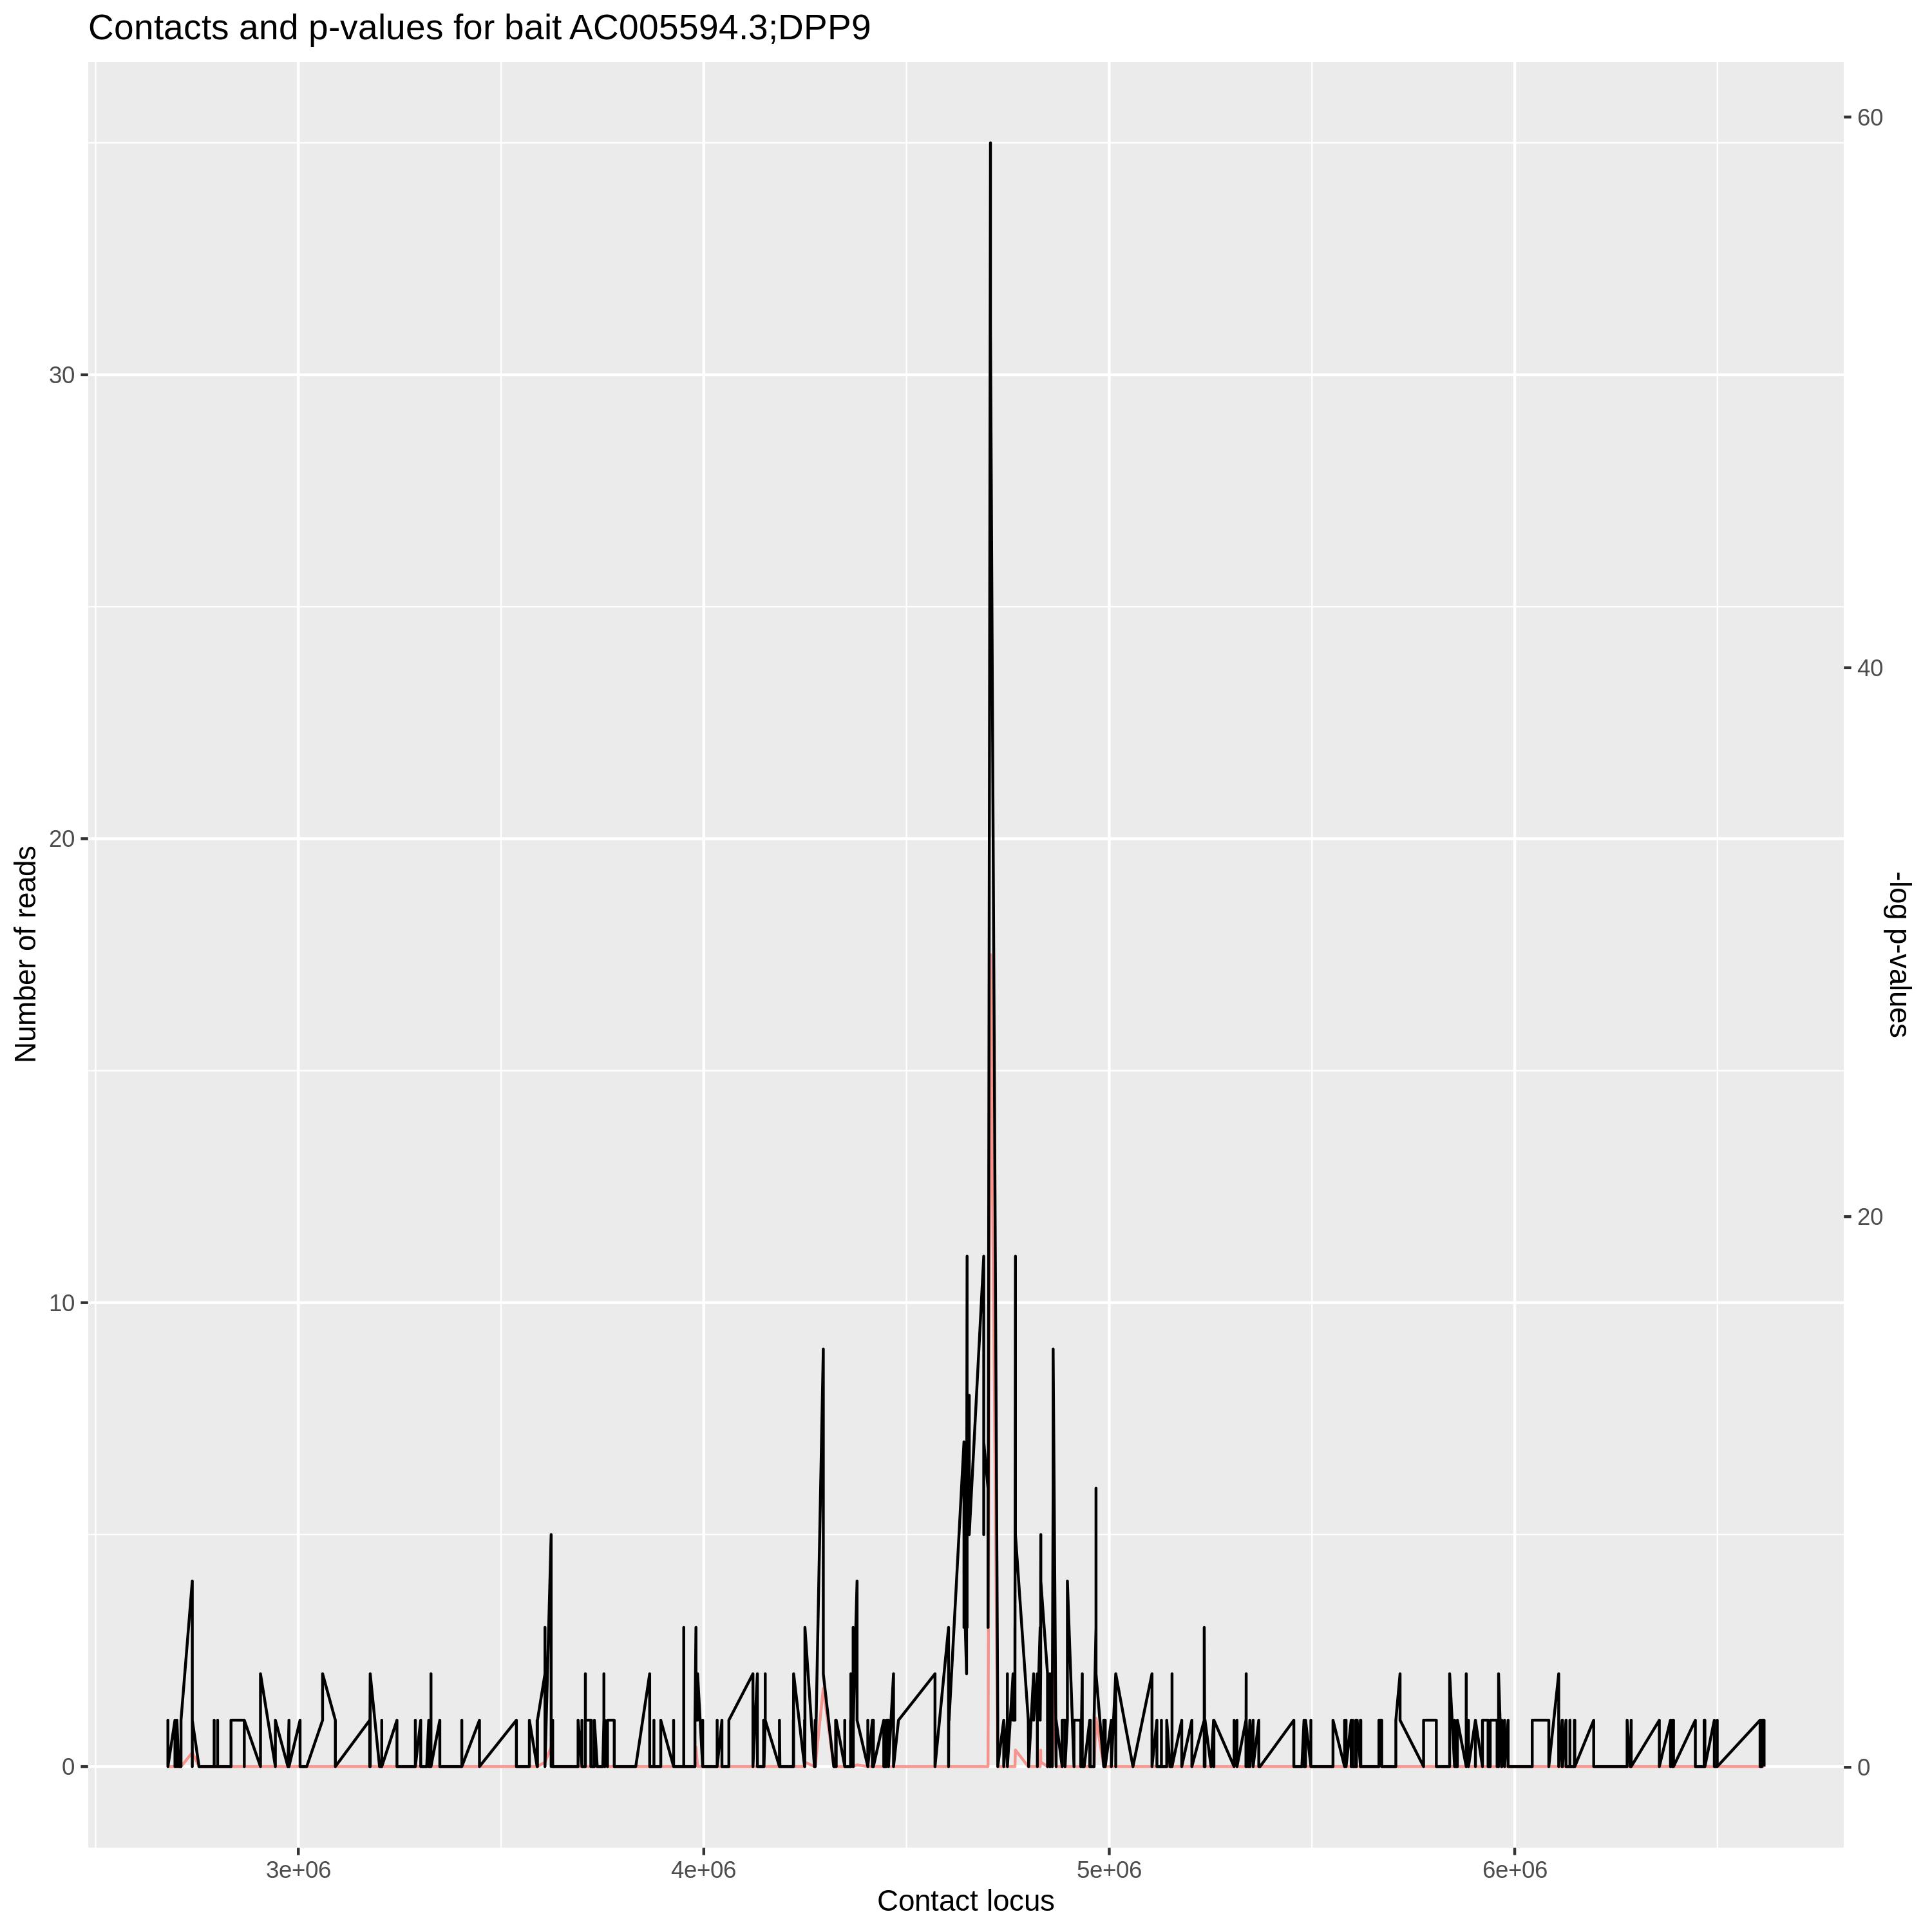 Contacts and p-values for bait AC005594.3;DPP9
Number of reads
30
20
10
0
60
40
20
0
-log p-values
3e+06
4e+06
5e+06
6e+06
Contact locus